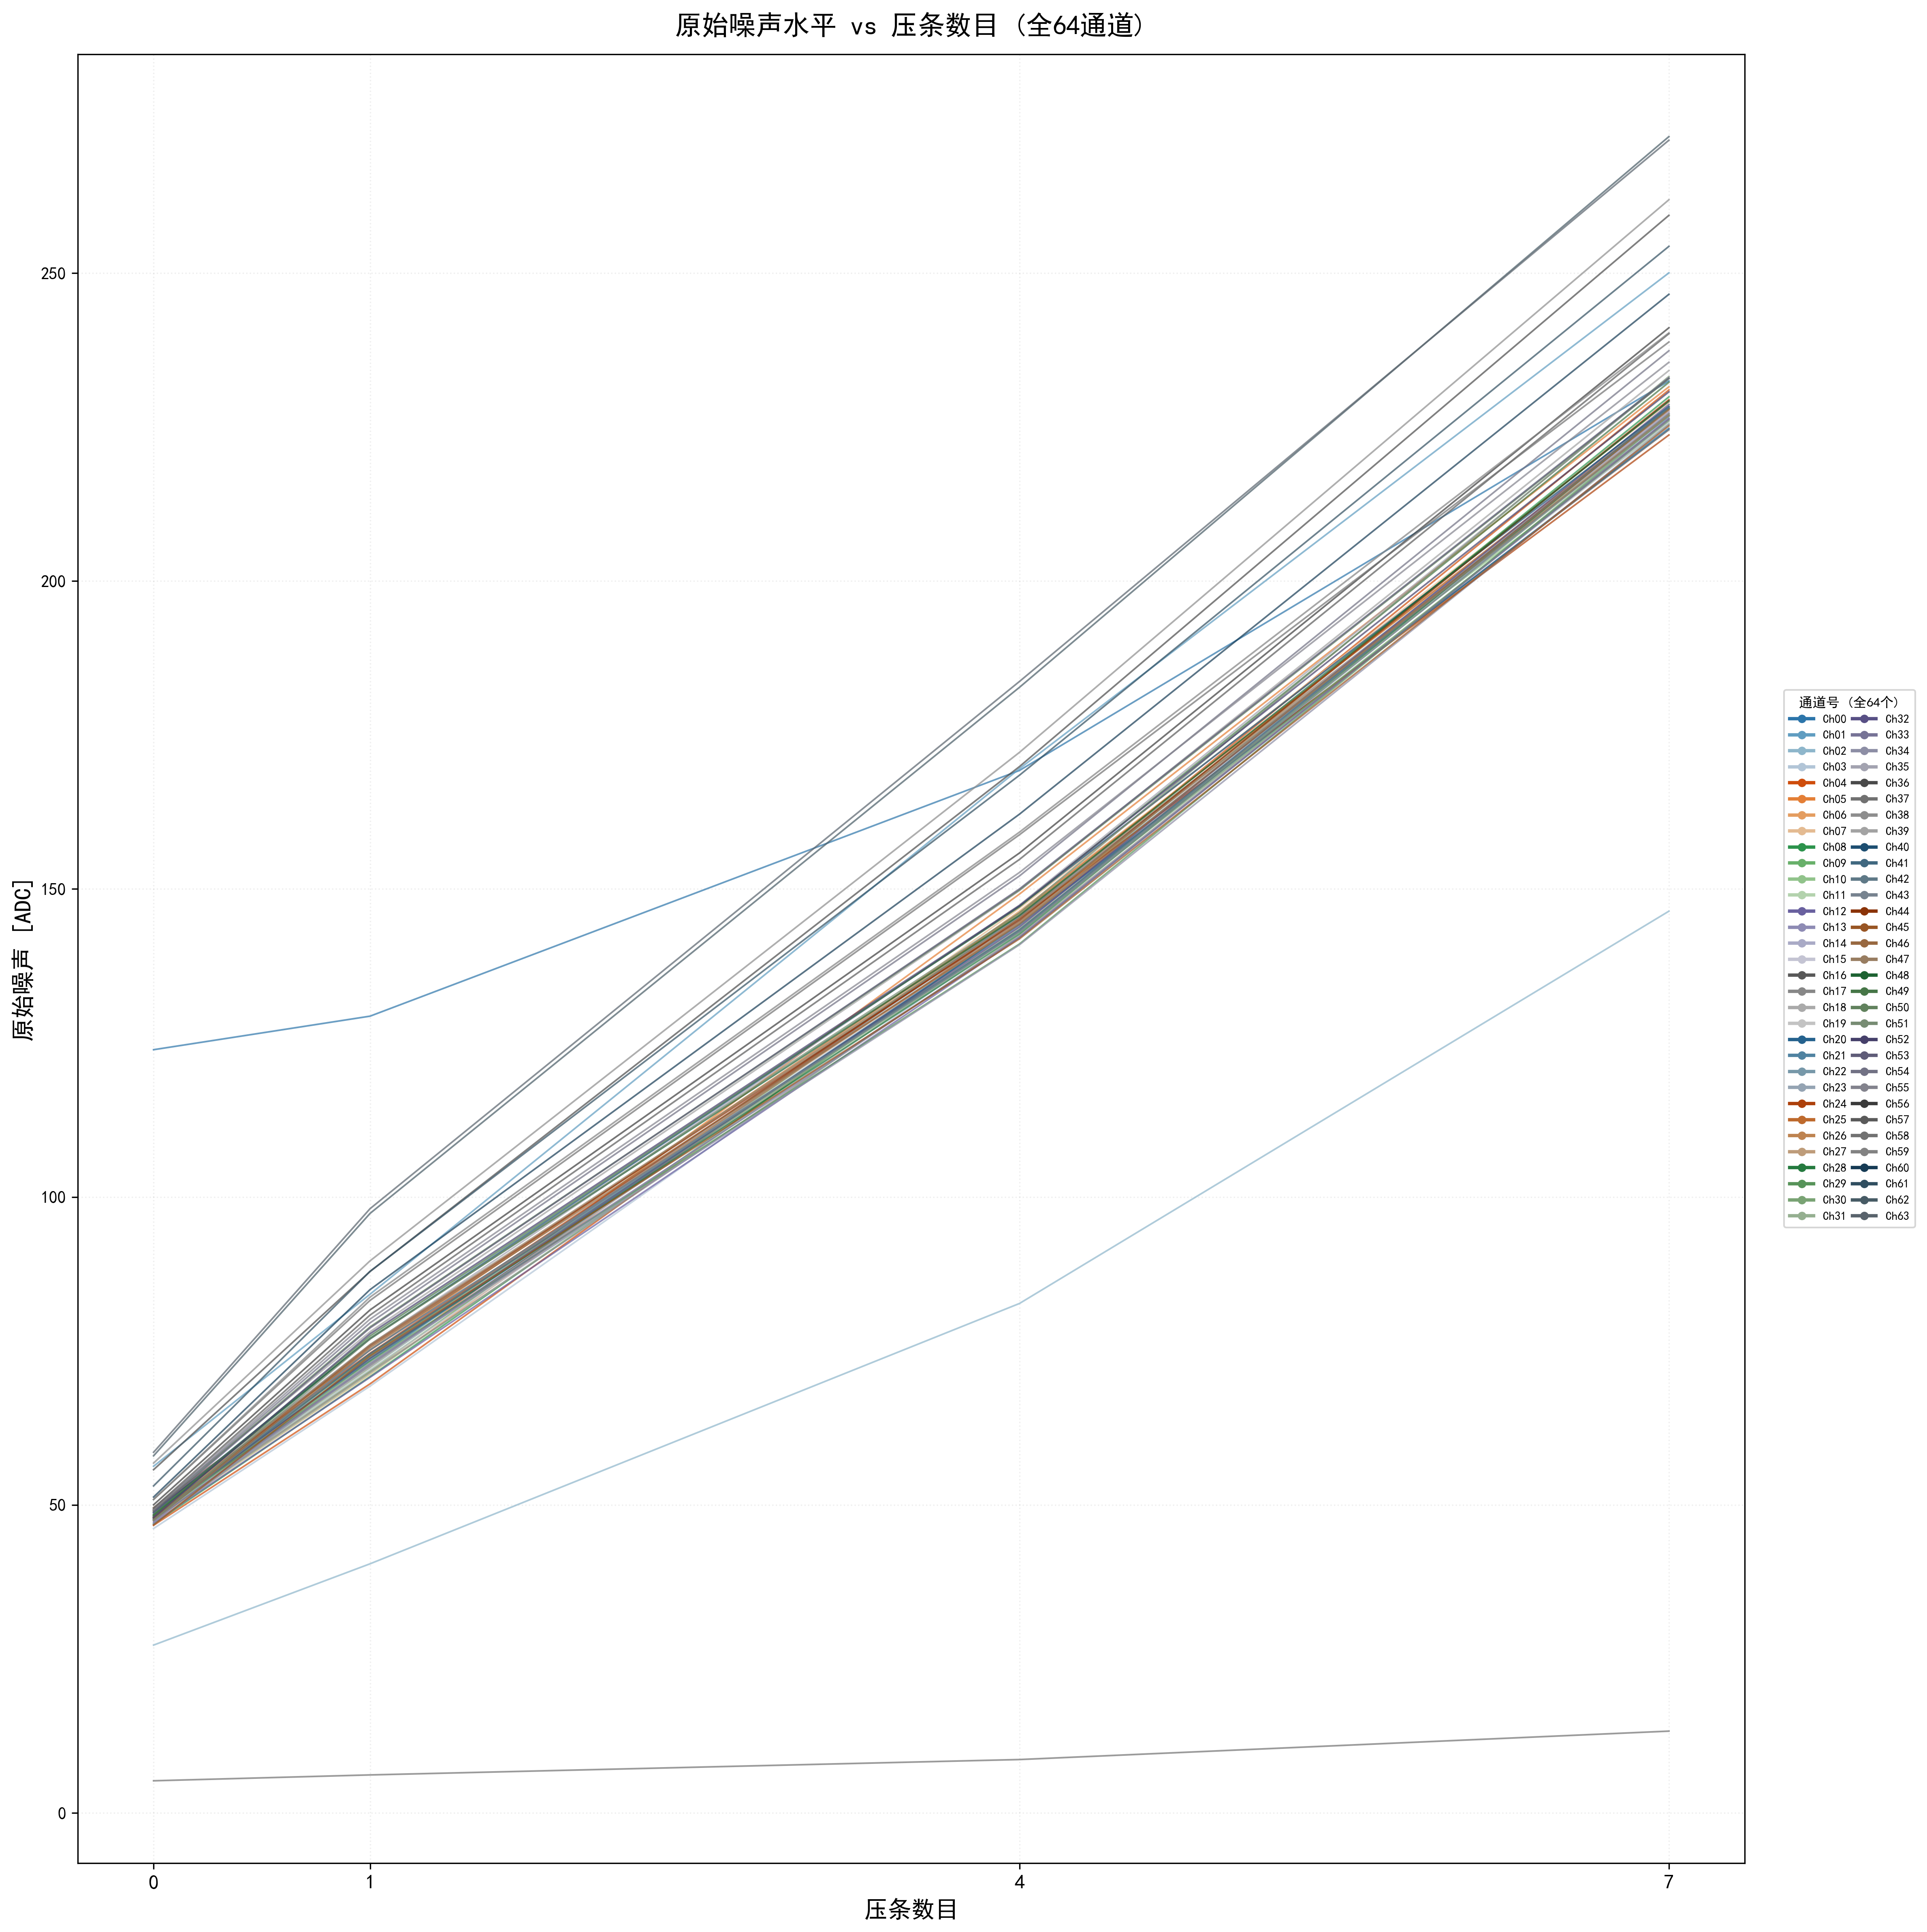 原始噪声水平 vs 压条数目 (全64通道)
原始噪声 [ADC]
250
200
150
100
50
0
0 1 4 7
压条数目
通道号 (全64个)
Ch00 Ch32
Ch01 Ch33
Ch02 Ch34
Ch03 Ch35
Ch04 Ch36
Ch05 Ch37
Ch06 Ch38
Ch07 Ch39
Ch08 Ch40
Ch09 Ch41
Ch10 Ch42
Ch11 Ch43
Ch12 Ch44
Ch13 Ch45
Ch14 Ch46
Ch15 Ch47
Ch16 Ch48
Ch17 Ch49
Ch18 Ch50
Ch19 Ch51
Ch20 Ch52
Ch21 Ch53
Ch22 Ch54
Ch23 Ch55
Ch24 Ch56
Ch25 Ch57
Ch26 Ch58
Ch27 Ch59
Ch28 Ch60
Ch29 Ch61
Ch30 Ch62
Ch31 Ch63